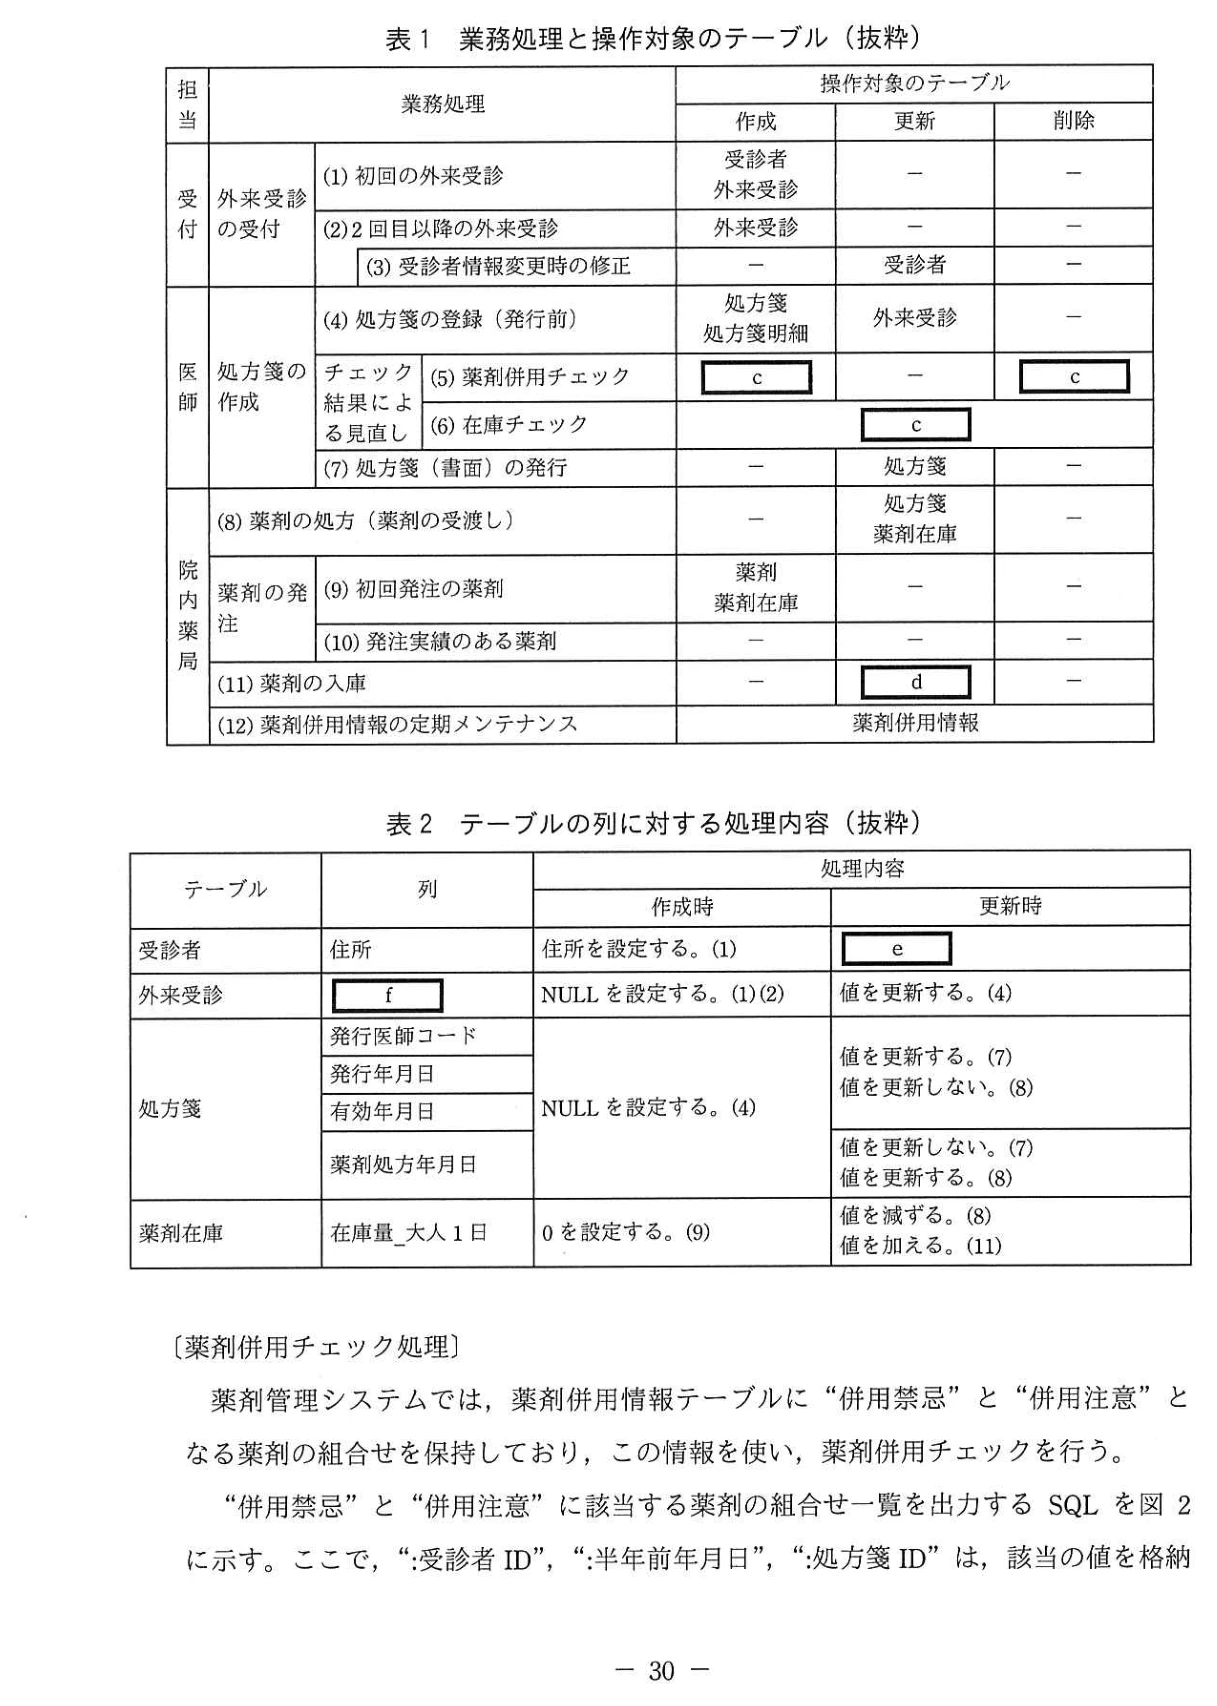 表1 業務処理と操作対象のテーブル（抜粋）
担当
業務処理
操作対象のテーブル
作成
更新
削除
受付
外来受診の受付
(1) 初回の外来受診
受診者
外来受診
－
－
(2) 2回目以降の外来受診
外来受診
－
－
(3) 受診者情報変更時の修正
－
受診者
－
医師
処方箋の作成
(4) 処方箋の登録（発行前）
処方箋
処方箋明細
外来受診
－
チェック結果による見直し
(5) 薬剤併用チェック
c
－
c
(6) 在庫チェック
c
(7) 処方箋（書面）の発行
－
処方箋
－
院内薬局
(8) 薬剤の処方（薬剤の受渡し）
－
処方箋
薬剤在庫
－
薬剤の発注
(9) 初回発注の薬剤
薬剤
薬剤在庫
－
－
(10) 発注実績のある薬剤
－
－
－
(11) 薬剤の入庫
－
d
－
(12) 薬剤併用情報の定期メンテナンス
薬剤併用情報
表2 テーブルの列に対する処理内容（抜粋）
テーブル
列
処理内容
作成時
更新時
受診者
住所
住所を設定する。(1)
e
外来受診
f
NULLを設定する。(1)(2)
値を更新する。(4)
処方箋
発行医師コード
発行年月日
有効年月日
薬剤処方年月日
NULLを設定する。(4)
値を更新する。(7)
値を更新しない。(8)
値を更新しない。(7)
値を更新する。(8)
薬剤在庫
在庫量_大人1日
0を設定する。(9)
値を減ずる。(8)
値を加える。(11)
〔薬剤併用チェック処理〕
薬剤管理システムでは，薬剤併用情報テーブルに“併用禁忌”と“併用注意”と
なる薬剤の組合せを保持しており，この情報を使い，薬剤併用チェックを行う。
“併用禁忌”と“併用注意”に該当する薬剤の組合せ一覧を出力する SQL を図 2
に示す。ここで，“:受診者 ID”，“:半年前年月日”，“:処方箋 ID”は，該当の値を格納
－ 30 －